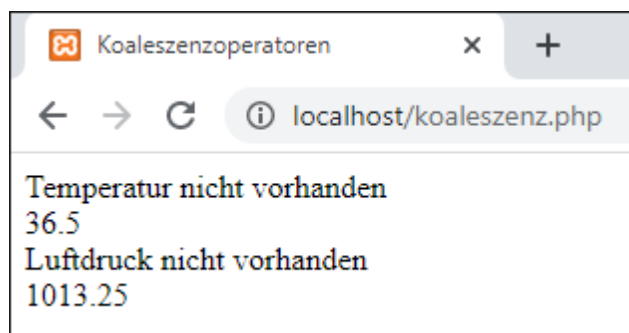 Koaleszenzoperatoren
localhost/koaleszenz.php
Temperatur nicht vorhanden
36.5
Luftdruck nicht vorhanden
1013.25